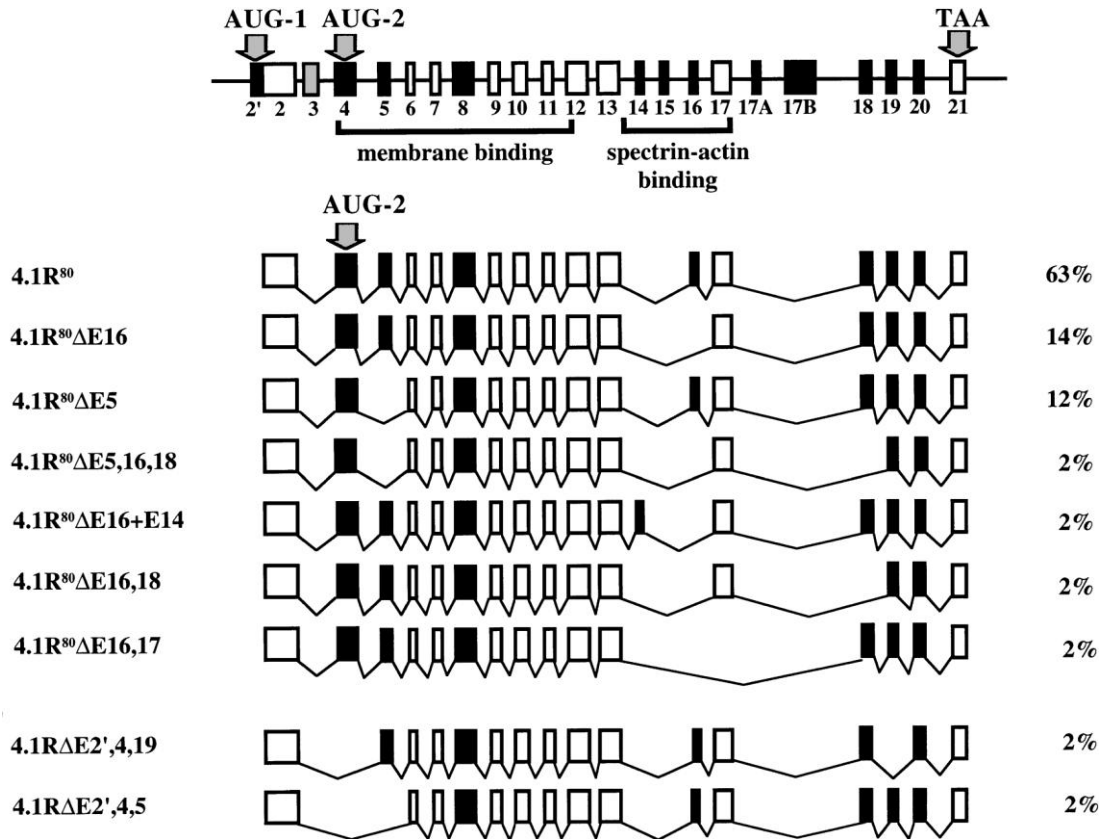 AUG-1 AUG-2 TAA
2' 2 3 4 5 6 7 8 9 10 11 12 13 14 15 16 17 17A 17B 18 19 20 21
membrane binding spectrin-actin
binding
AUG-2
4.1R⁸⁰ 63%
4.1R⁸⁰ΔE16 14%
4.1R⁸⁰ΔE5 12%
4.1R⁸⁰ΔE5,16,18 2%
4.1R⁸⁰ΔE16+E14 2%
4.1R⁸⁰ΔE16,18 2%
4.1R⁸⁰ΔE16,17 2%
4.1RΔE2',4,19 2%
4.1RΔE2',4,5 2%